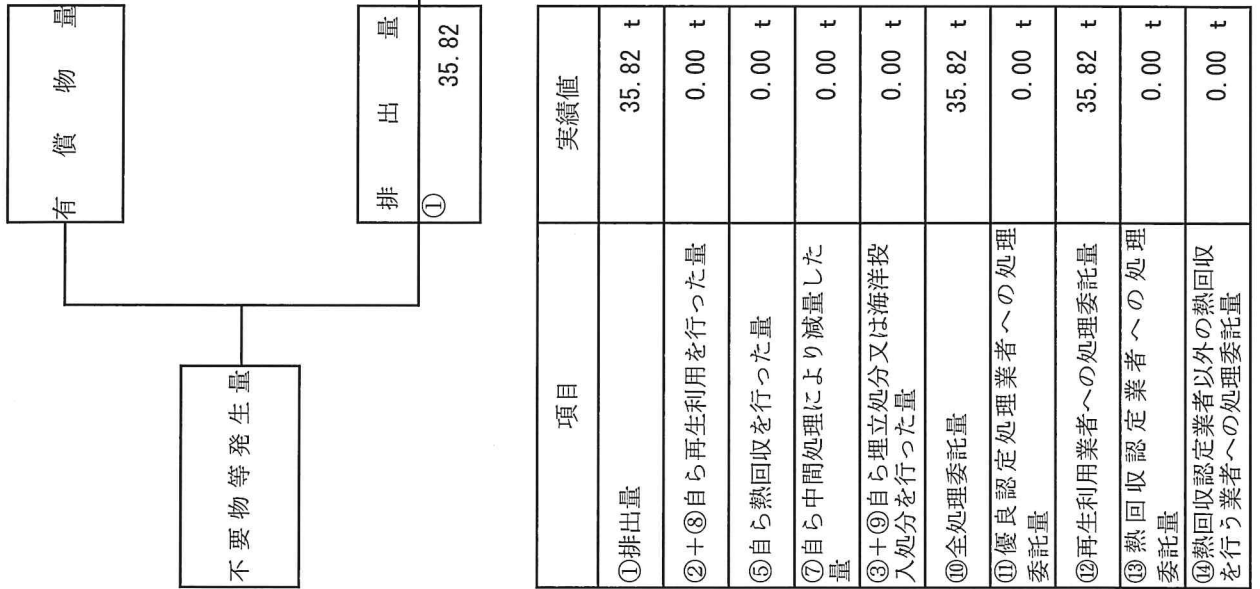 有償物量
不要物等発生量
排出量
① 35.82
項目 実績値
①排出量 35.82 t
②+⑧自ら再生利用を行った量 0.00 t
⑤自ら熱回収を行った量 0.00 t
⑦自ら中間処理により減量した
量 0.00 t
③+⑨自ら埋立処分又は海洋投
入処分を行った量 0.00 t
⑩全処理委託量 35.82 t
⑪優良認定処理業者への処理
委託量 0.00 t
⑫再生利用業者への処理委託量 35.82 t
⑬熱回収認定業者への処理
委託量 0.00 t
⑭熱回収認定業者以外の熱回収
を行う業者への処理委託量 0.00 t